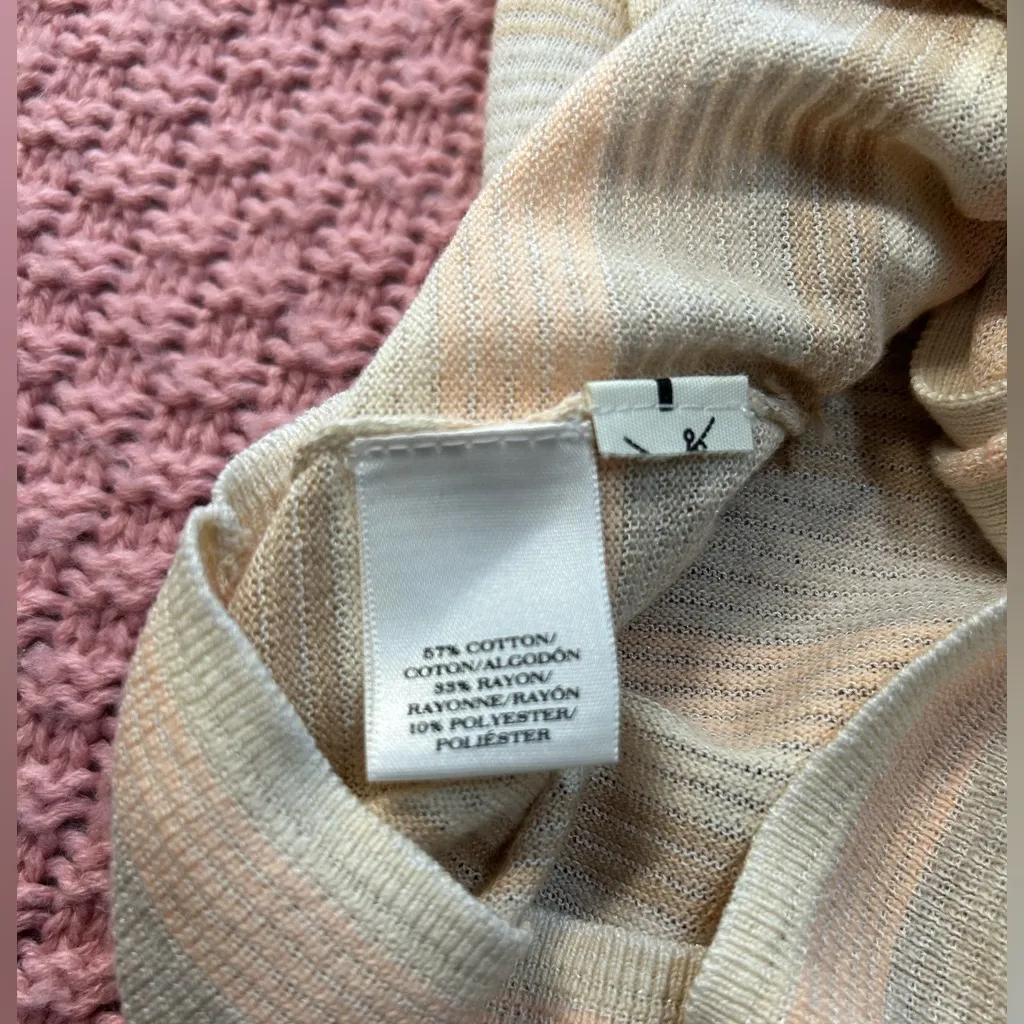 57% COTTON/
COTON/ALGODÓN
33% RAYON/
RAYONNE/RAYÓN
10% POLYESTER/
POLIÉSTER